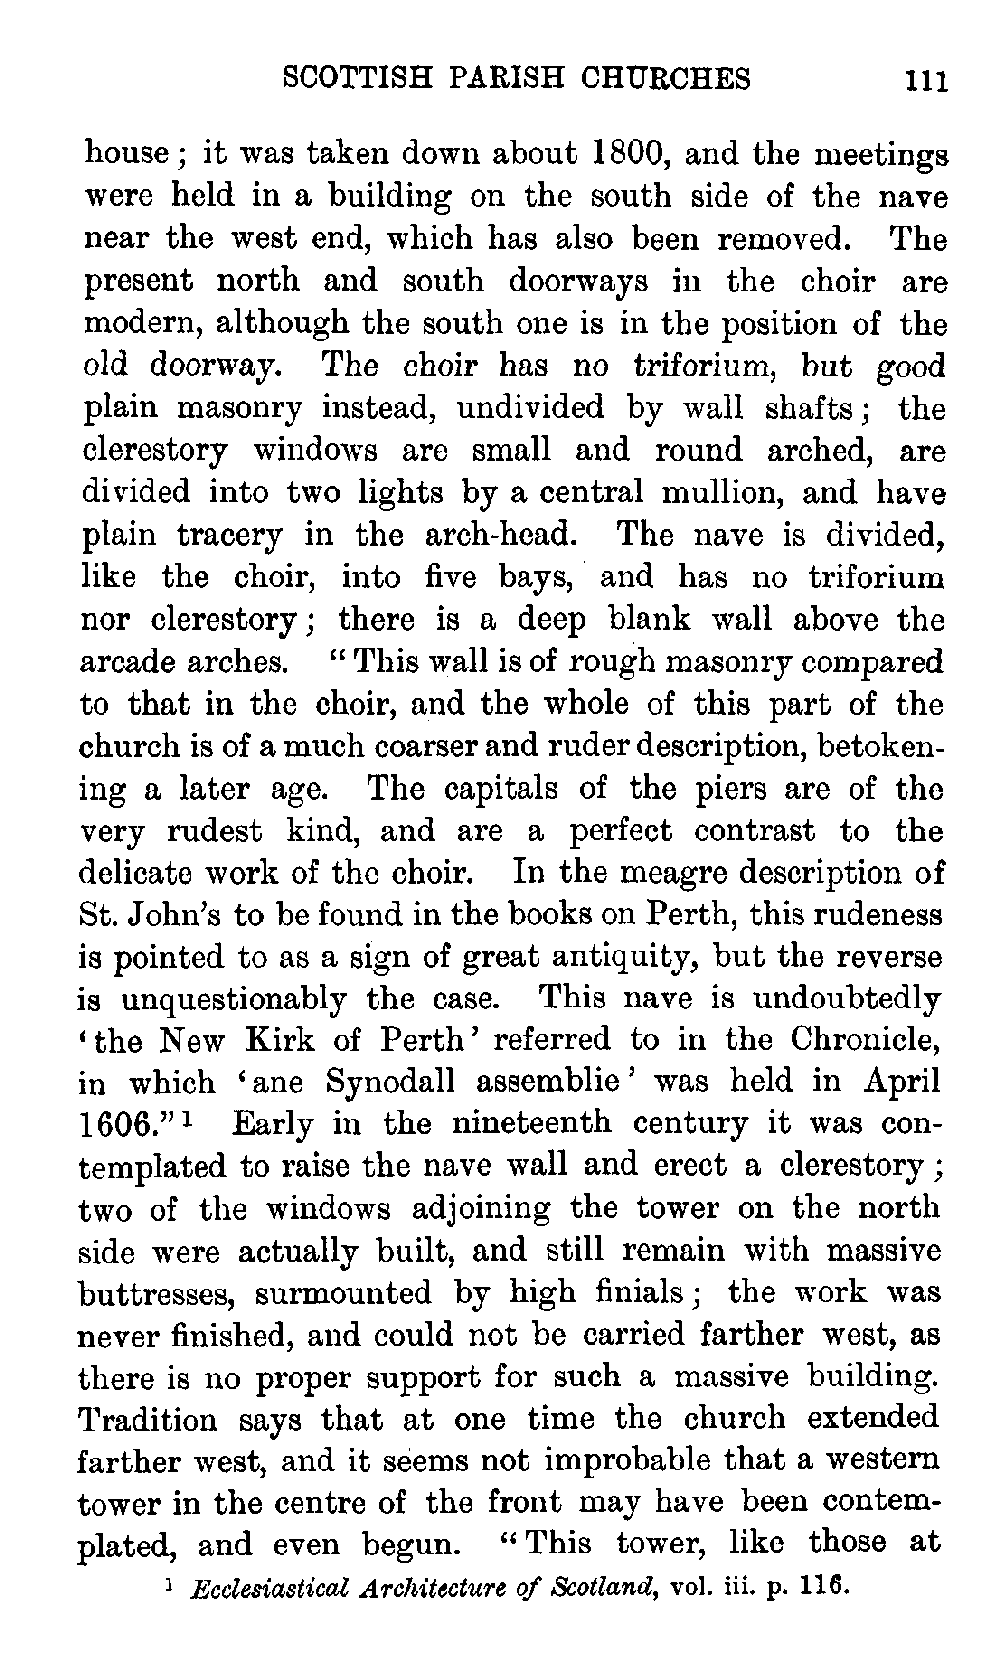 SCOTTISH PARISH CHURCHES 111
house; it was taken down about 1800, and the meetings
were held in a building on the south side of the nave
near the west end, which has also been removed. The
present north and south doorways in the choir are
modern, although the south one is in the position of the
old doorway. The choir has no triforium, but good
plain masonry instead, undivided by wall shafts; the
clerestory windows are small and round arched, are
divided into two lights by a central mullion, and have
plain tracery in the arch-head. The nave is divided,
like the choir, into five bays, and has no triforium
nor clerestory; there is a deep blank wall above the
arcade arches. “This wall is of rough masonry compared
to that in the choir, and the whole of this part of the
church is of a much coarser and ruder description, betoken-
ing a later age. The capitals of the piers are of the
very rudest kind, and are a perfect contrast to the
delicate work of the choir. In the meagre description of
St. John’s to be found in the books on Perth, this rudeness
is pointed to as a sign of great antiquity, but the reverse
is unquestionably the case. This nave is undoubtedly
‘the New Kirk of Perth’ referred to in the Chronicle,
in which ‘ane Synodall assemblie’ was held in April
1606.”¹ Early in the nineteenth century it was con-
templated to raise the nave wall and erect a clerestory;
two of the windows adjoining the tower on the north
side were actually built, and still remain with massive
buttresses, surmounted by high finials; the work was
never finished, and could not be carried farther west, as
there is no proper support for such a massive building.
Tradition says that at one time the church extended
farther west, and it seems not improbable that a western
tower in the centre of the front may have been contem-
plated, and even begun. “This tower, like those at
¹ Ecclesiastical Architecture of Scotland, vol. iii. p. 116.